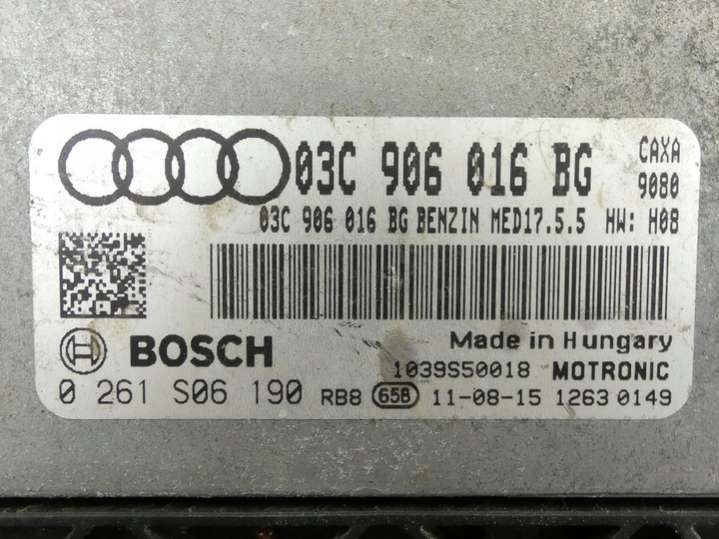 03C 906 016 BG CAXA
9080
03C 906 016 BG BENZIN MED17.5.5 HW: H08
BOSCH Made in Hungary
1039S50018 MOTRONIC
0 261 S06 190 RB8 658 11-08-15 1263 0149